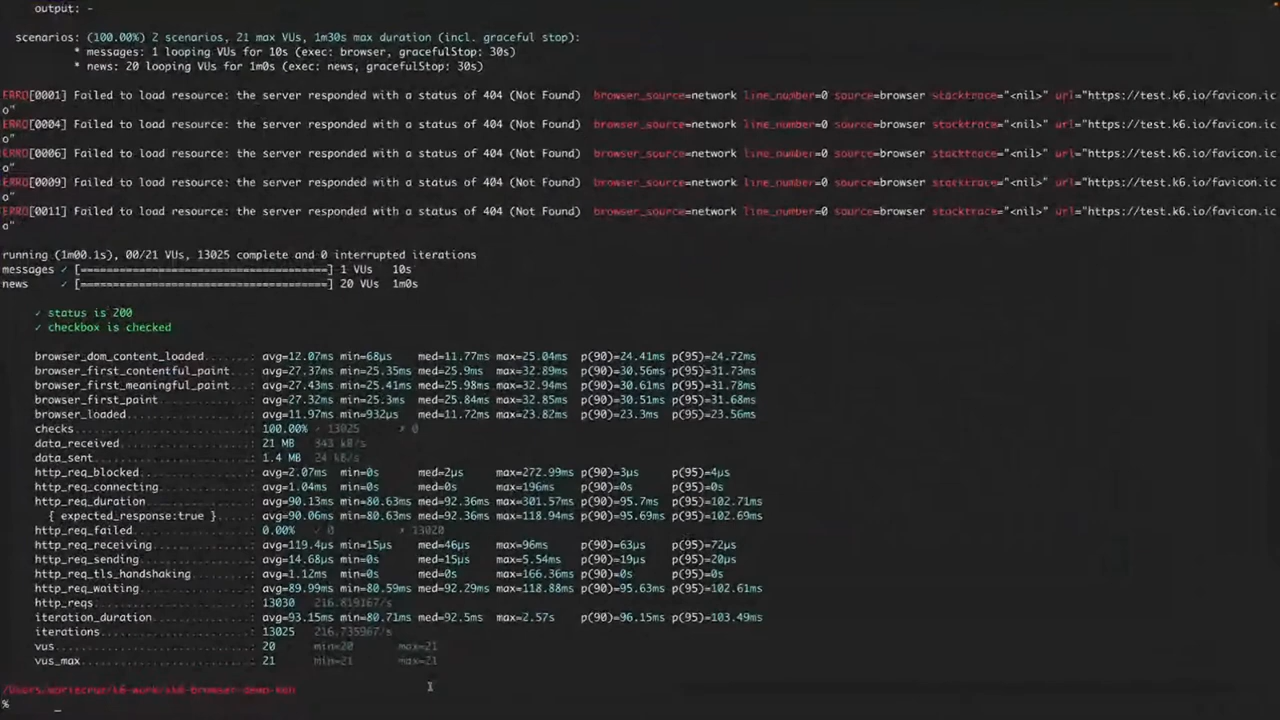 output: -
scenarios: (100.00%) 2 scenarios, 21 max VUs, 1m30s max duration (incl. graceful stop):
* messages: 1 looping VUs for 10s (exec: browser, gracefulStop: 30s)
* news: 20 looping VUs for 1m0s (exec: news, gracefulStop: 30s)
ERRO[0001] Failed to load resource: the server responded with a status of 404 (Not Found)  browser_source=network line_number=0 source=browser stacktrace="<nil>" url="https://test.k6.io/favicon.ic
o"
ERRO[0004] Failed to load resource: the server responded with a status of 404 (Not Found)  browser_source=network line_number=0 source=browser stacktrace="<nil>" url="https://test.k6.io/favicon.ic
o"
ERRO[0006] Failed to load resource: the server responded with a status of 404 (Not Found)  browser_source=network line_number=0 source=browser stacktrace="<nil>" url="https://test.k6.io/favicon.ic
o"
ERRO[0009] Failed to load resource: the server responded with a status of 404 (Not Found)  browser_source=network line_number=0 source=browser stacktrace="<nil>" url="https://test.k6.io/favicon.ic
o"
ERRO[0011] Failed to load resource: the server responded with a status of 404 (Not Found)  browser_source=network line_number=0 source=browser stacktrace="<nil>" url="https://test.k6.io/favicon.ic
o"
running (1m00.1s), 00/21 VUs, 13025 complete and 0 interrupted iterations
messages ✓ [======================================] 1 VUs   10s
news     ✓ [======================================] 20 VUs  1m0s
✓ status is 200
✓ checkbox is checked
browser_dom_content_loaded.......: avg=12.07ms min=68µs    med=11.77ms max=25.04ms  p(90)=24.41ms p(95)=24.72ms
browser_first_contentful_paint...: avg=27.37ms min=25.35ms med=25.9ms  max=32.89ms  p(90)=30.56ms p(95)=31.73ms
browser_first_meaningful_paint...: avg=27.43ms min=25.41ms med=25.98ms max=32.94ms  p(90)=30.61ms p(95)=31.78ms
browser_first_paint..............: avg=27.32ms min=25.3ms  med=25.84ms max=32.85ms  p(90)=30.51ms p(95)=31.68ms
browser_loaded...................: avg=11.97ms min=932µs   med=11.72ms max=23.82ms  p(90)=23.3ms  p(95)=23.56ms
checks...........................: 100.00% ✓ 13025      ✗ 0
data_received....................: 21 MB   343 kB/s
data_sent........................: 1.4 MB  24 kB/s
http_req_blocked.................: avg=2.07ms  min=0s      med=2µs     max=272.99ms p(90)=3µs     p(95)=4µs
http_req_connecting..............: avg=1.04ms  min=0s      med=0s      max=196ms    p(90)=0s      p(95)=0s
http_req_duration................: avg=90.13ms min=80.63ms med=92.36ms max=301.57ms p(90)=95.7ms  p(95)=102.71ms
{ expected_response:true }.....: avg=90.06ms min=80.63ms med=92.36ms max=118.94ms p(90)=95.69ms p(95)=102.69ms
http_req_failed..................: 0.00%   ✓ 0          ✗ 13020
http_req_receiving...............: avg=119.4µs min=15µs    med=46µs    max=96ms     p(90)=63µs    p(95)=72µs
http_req_sending.................: avg=14.68µs min=0s      med=15µs    max=5.54ms   p(90)=19µs    p(95)=20µs
http_req_tls_handshaking.........: avg=1.12ms  min=0s      med=0s      max=166.36ms p(90)=0s      p(95)=0s
http_req_waiting.................: avg=89.99ms min=80.59ms med=92.29ms max=118.88ms p(90)=95.63ms p(95)=102.61ms
http_reqs........................: 13030   216.819167/s
iteration_duration...............: avg=93.15ms min=80.71ms med=92.5ms  max=2.57s    p(90)=96.15ms p(95)=103.49ms
iterations.......................: 13025   216.735967/s
vus..............................: 20      min=20       max=21
vus_max..........................: 21      min=21       max=21
%